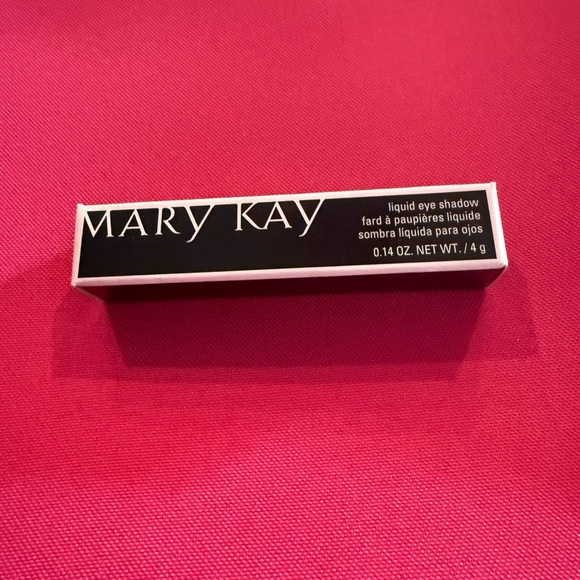 MARY KAY
liquid eye shadow
fard à paupières liquide
sombra líquida para ojos
0.14 OZ. NET WT. / 4 g